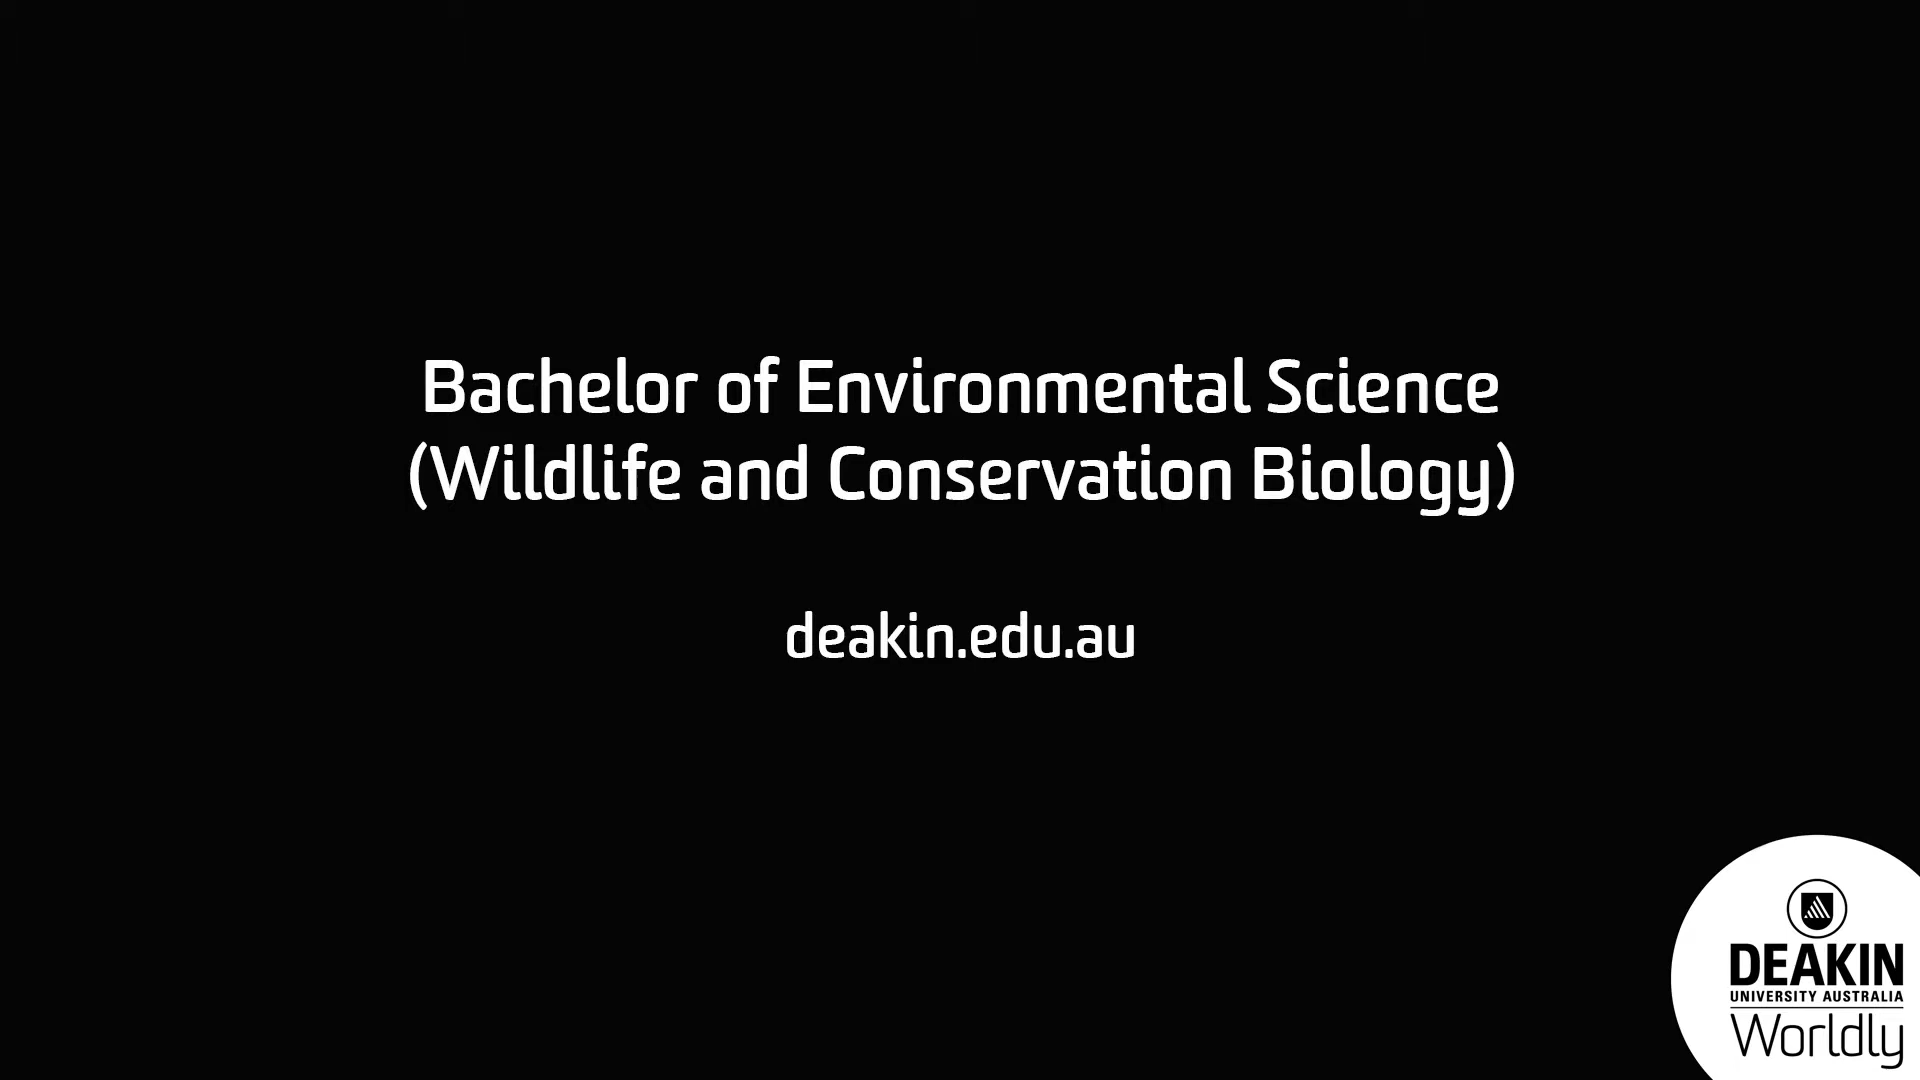 Bachelor of Environmental Science
(Wildlife and Conservation Biology)
deakin.edu.au
DEAKIN
UNIVERSITY AUSTRALIA
Worldly